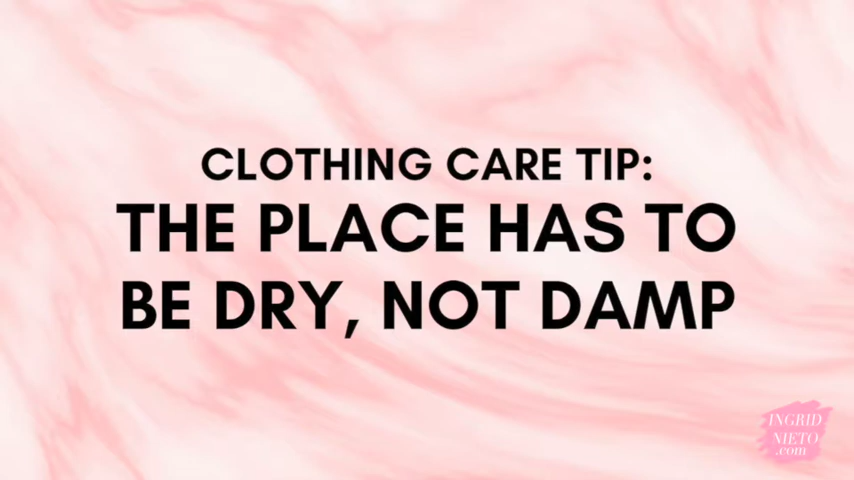 CLOTHING CARE TIP:
THE PLACE HAS TO
BE DRY, NOT DAMP
INGRID
NIETO
.com